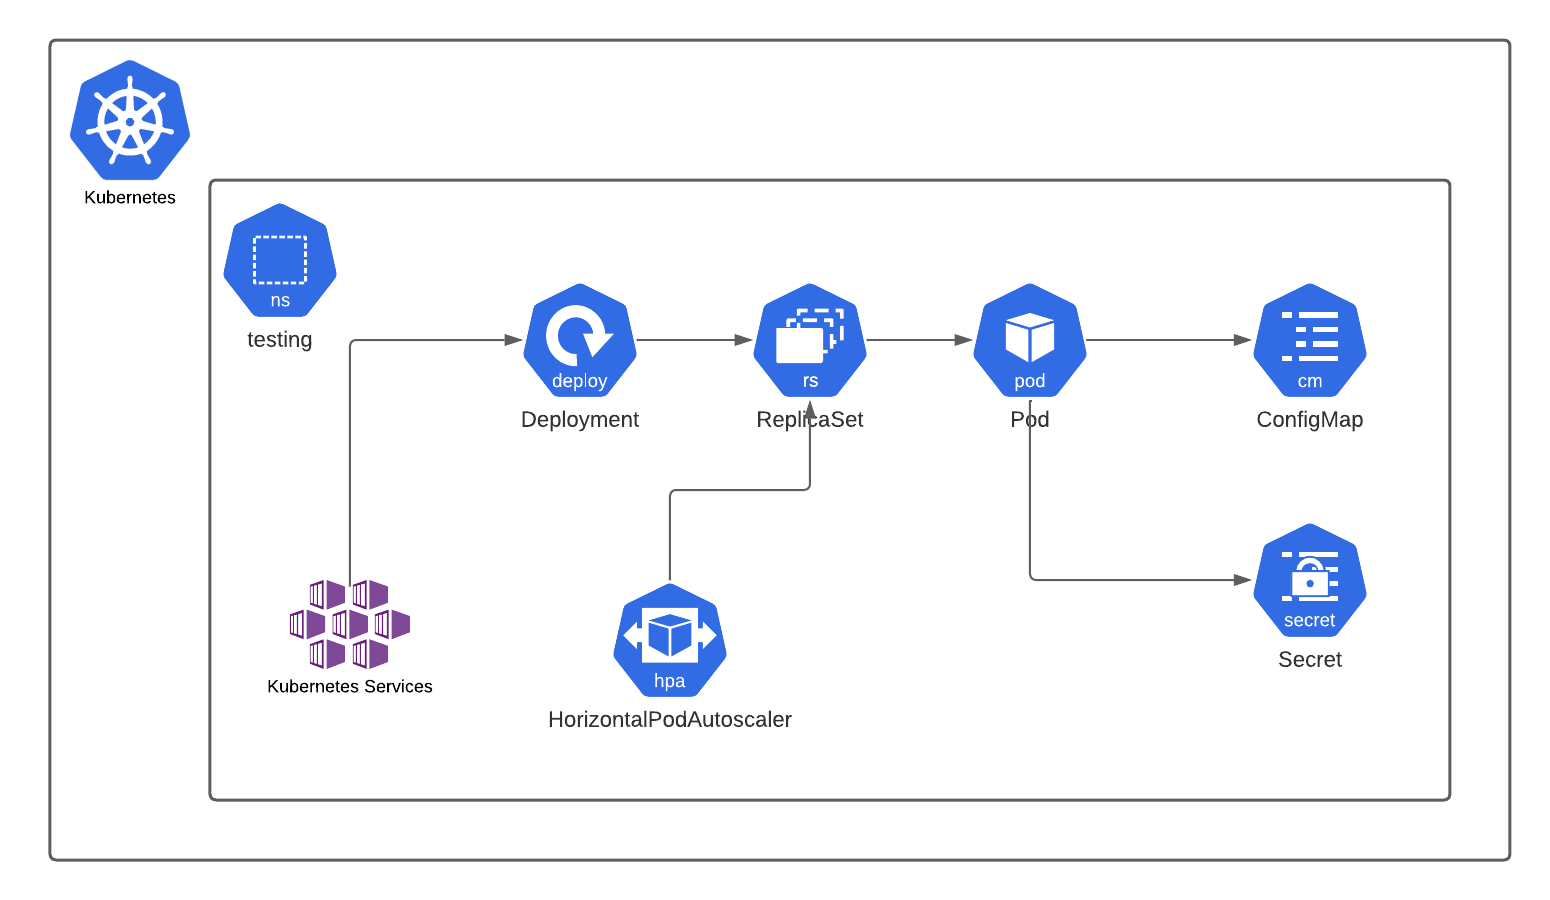 Kubernetes
ns
testing
deploy
Deployment
rs
ReplicaSet
pod
Pod
cm
ConfigMap
Kubernetes Services
hpa
HorizontalPodAutoscaler
secret
Secret